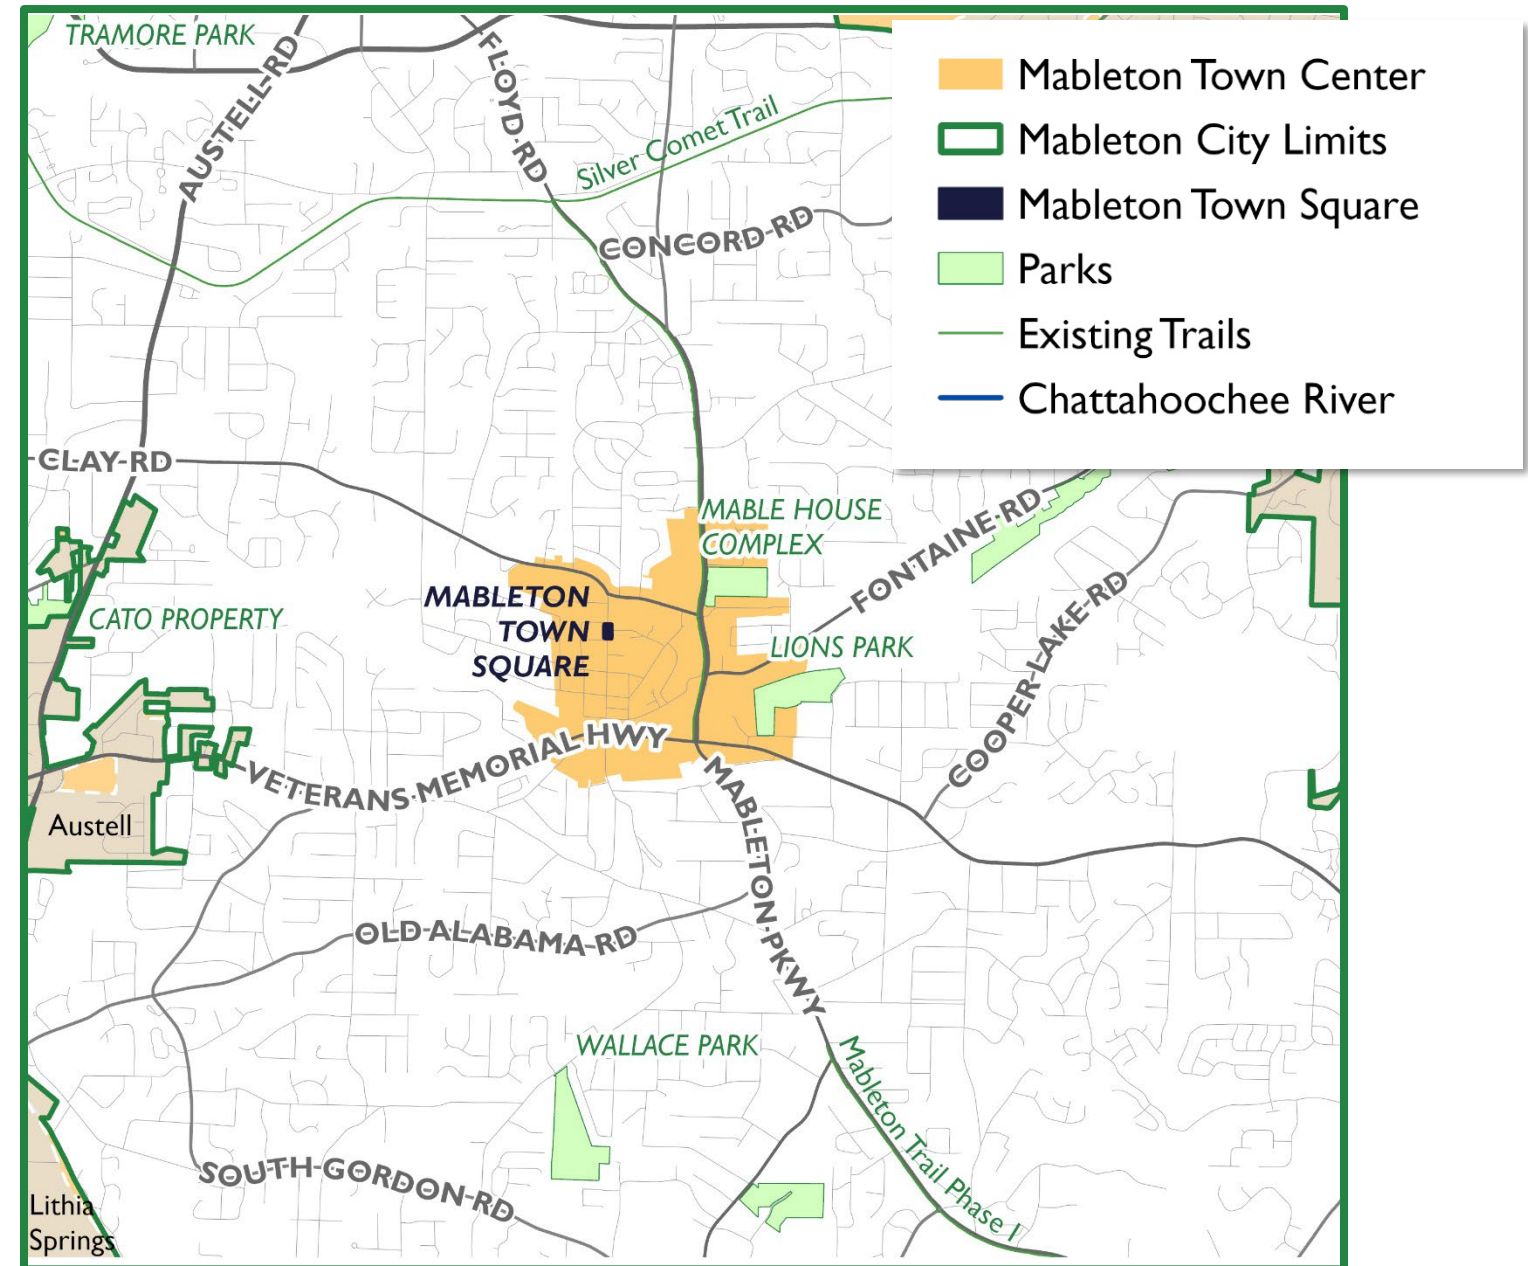 TRAMORE PARK
AUSTELL RD
FLOYD RD
Silver Comet Trail
CONCORD RD
Mableton Town Center
Mableton City Limits
Mableton Town Square
Parks
Existing Trails
Chattahoochee River
CLAY RD
MABLE HOUSE
COMPLEX
FONTAINE RD
MABLETON
TOWN
SQUARE
CATO PROPERTY
LIONS PARK
COOPER LAKE RD
VETERANS MEMORIAL HWY
MABLETON PKWY
Austell
OLD ALABAMA RD
WALLACE PARK
Mableton Trail Phase I
SOUTH GORDON RD
Lithia
Springs